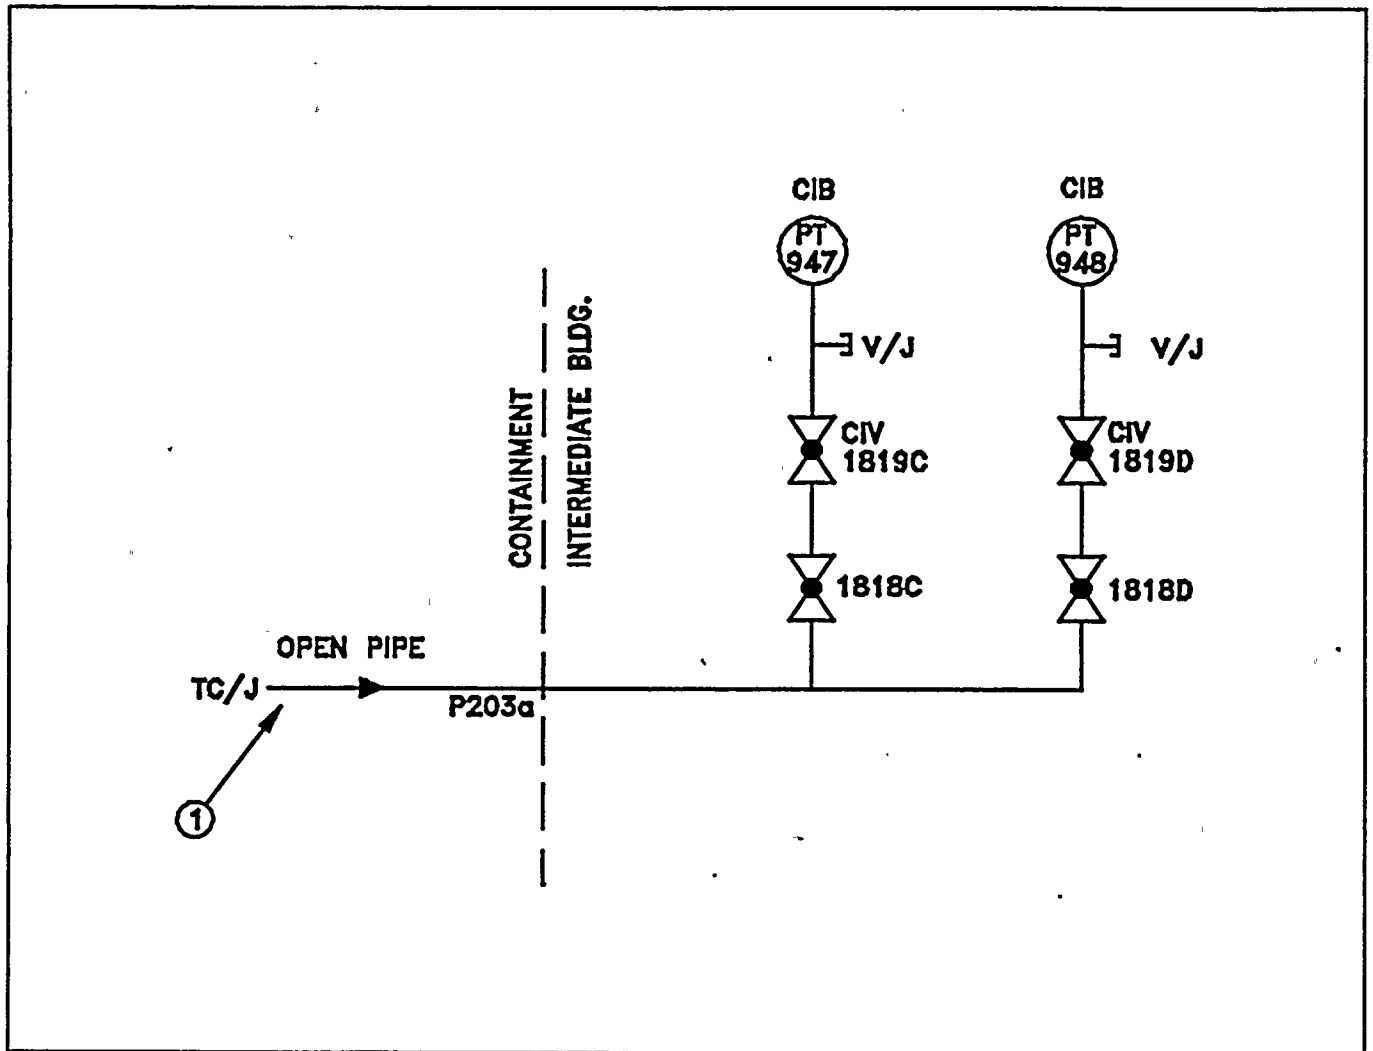 CIB
CIB
PT
947
PT
948
V/J
V/J
CIV
1819C
CIV
1819D
1818C
1818D
CONTAINMENT
INTERMEDIATE BLDG.
OPEN PIPE
TC/J
P203a
1